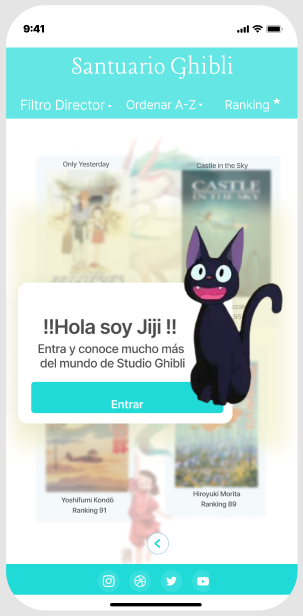 9:41
Santuario Ghibli
Filtro Director
Ordenar A-Z
Ranking
Only Yesterday
Castle in the Sky
CASTLE
IN THE SKY
!!Hola soy Jiji !!
Entra y conoce mucho más
del mundo de Studio Ghibli
Entrar
Yoshifumi Kondō
Ranking 91
Hiroyuki Morita
Ranking 89